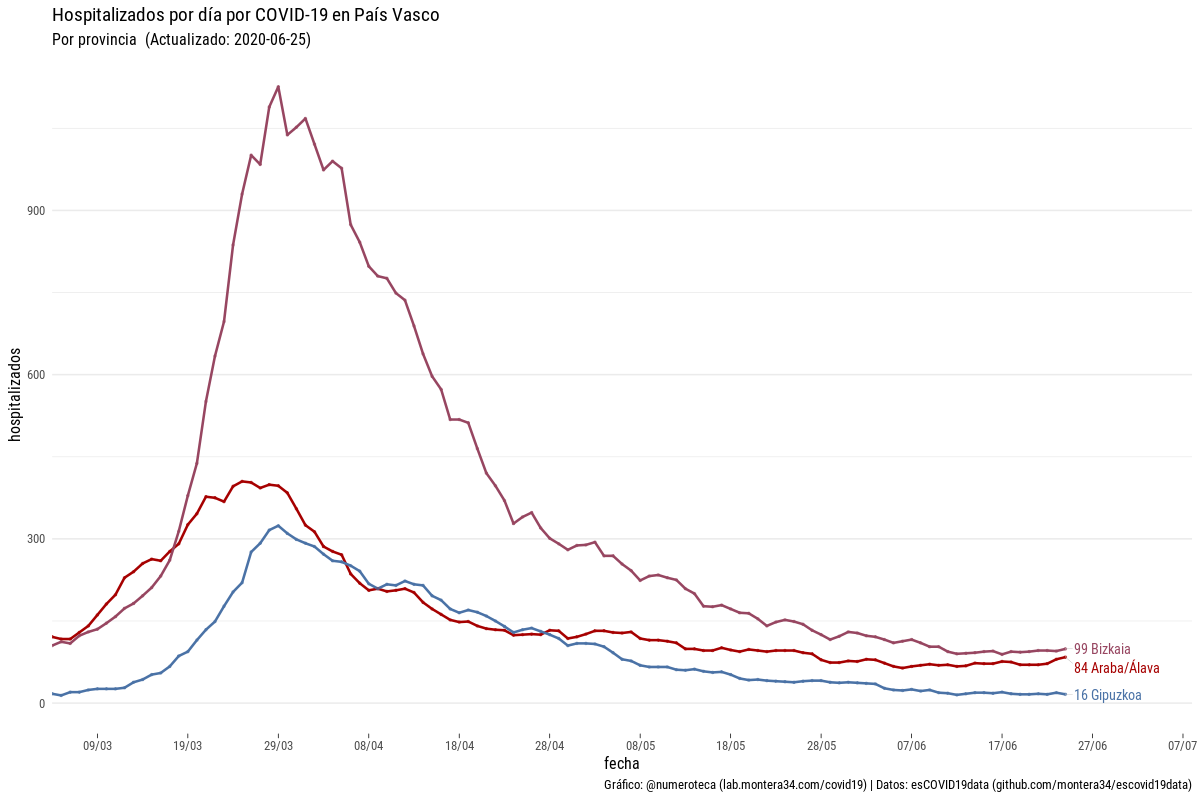 Hospitalizados por día por COVID-19 en País Vasco
Por provincia  (Actualizado: 2020-06-25)
hospitalizados
900
600
300
0
99 Bizkaia
84 Araba/Álava
16 Gipuzkoa
09/03 19/03 29/03 08/04 18/04 28/04 08/05 18/05 28/05 07/06 17/06 27/06 07/07
fecha
Gráfico: @numeroteca (lab.montera34.com/covid19) | Datos: esCOVID19data (github.com/montera34/escovid19data)